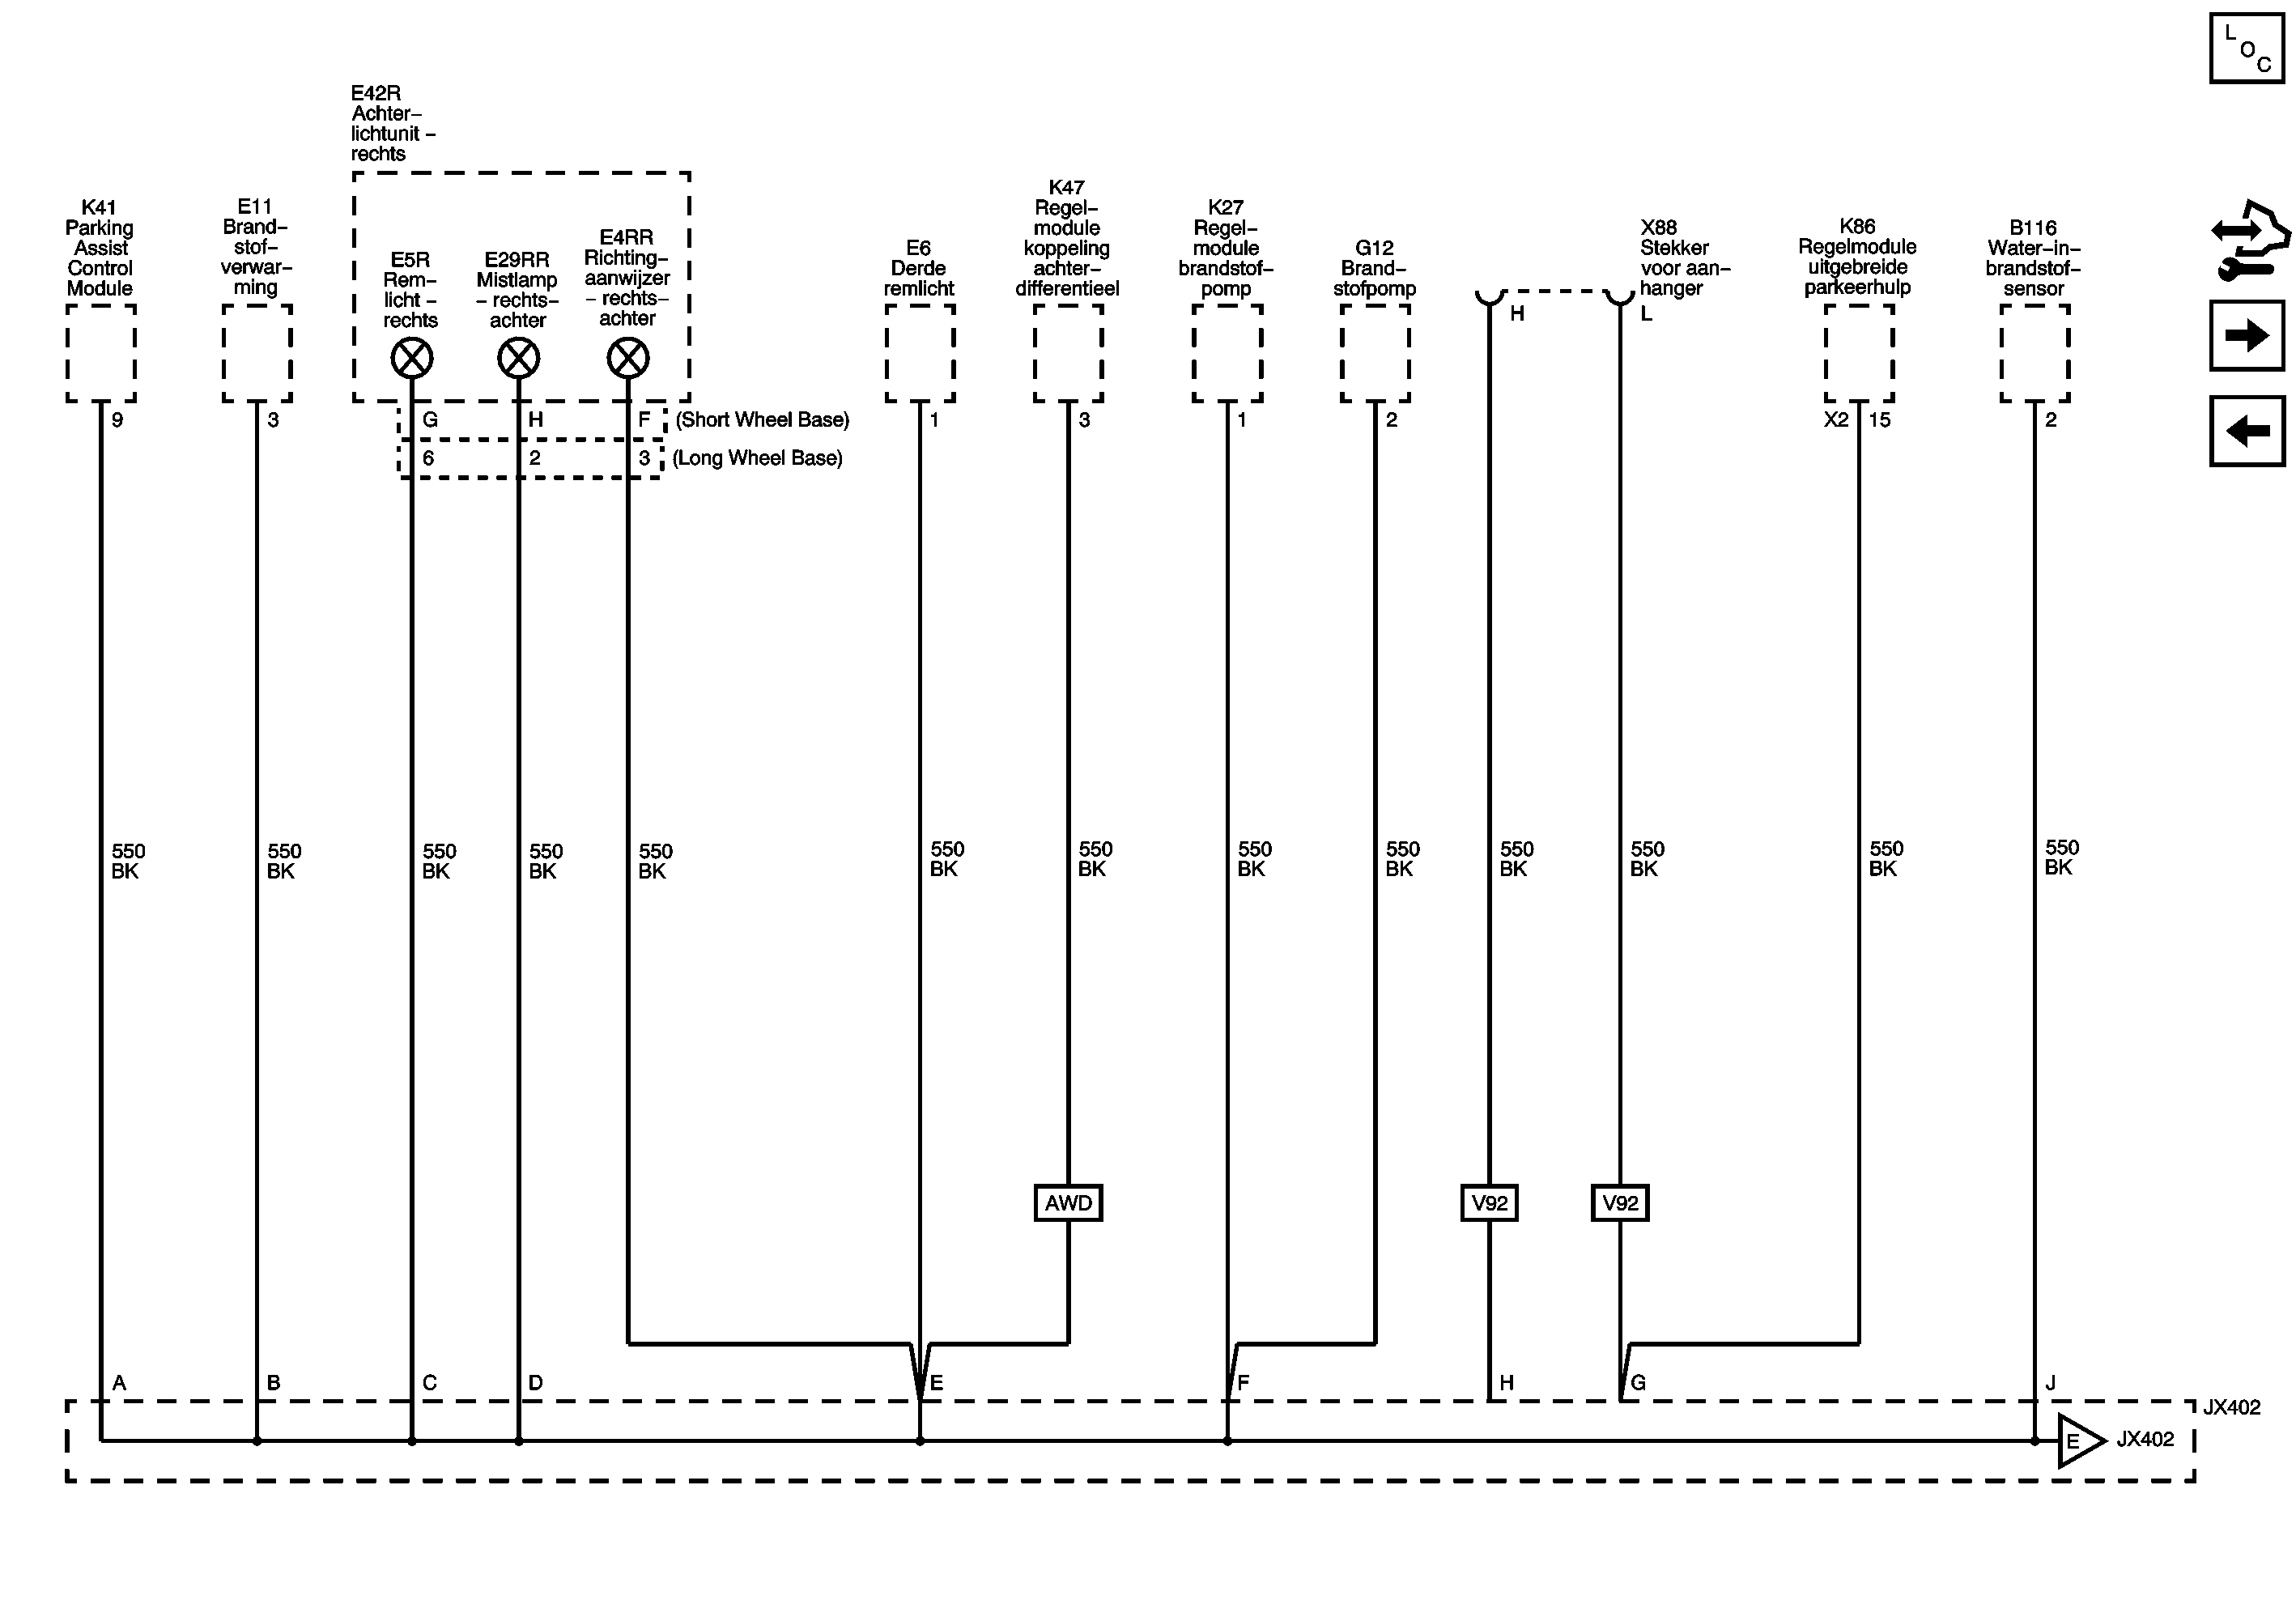 L
O
C
E42R
Achter–
lichtunit –
rechts
K41
Parking
Assist
Control
Module
E11
Brand–
stof–
verwar–
ming
E5R
Rem–
licht –
rechts
E29RR
Mistlamp
– rechts–
achter
E4RR
Richting–
aanwijzer
– rechts–
achter
E6
Derde
remlicht
K47
Regel–
module
koppeling
achter–
differentieel
K27
Regel–
module
brandstof–
pomp
G12
Brand–
stofpomp
X88
Stekker
voor aan–
hanger
K86
Regelmodule
uitgebreide
parkeerhulp
B116
Water–in–
brandstof–
sensor
H L
9 3 G H F (Short Wheel Base) 1 3 1 2 X2 15 2
6 2 3 (Long Wheel Base)
550 550 550 550 550 550 550 550 550 550 550 550 550
BK BK BK BK BK BK BK BK BK BK BK BK BK
AWD V92 V92
A B C D E F H G J
JX402
E JX402